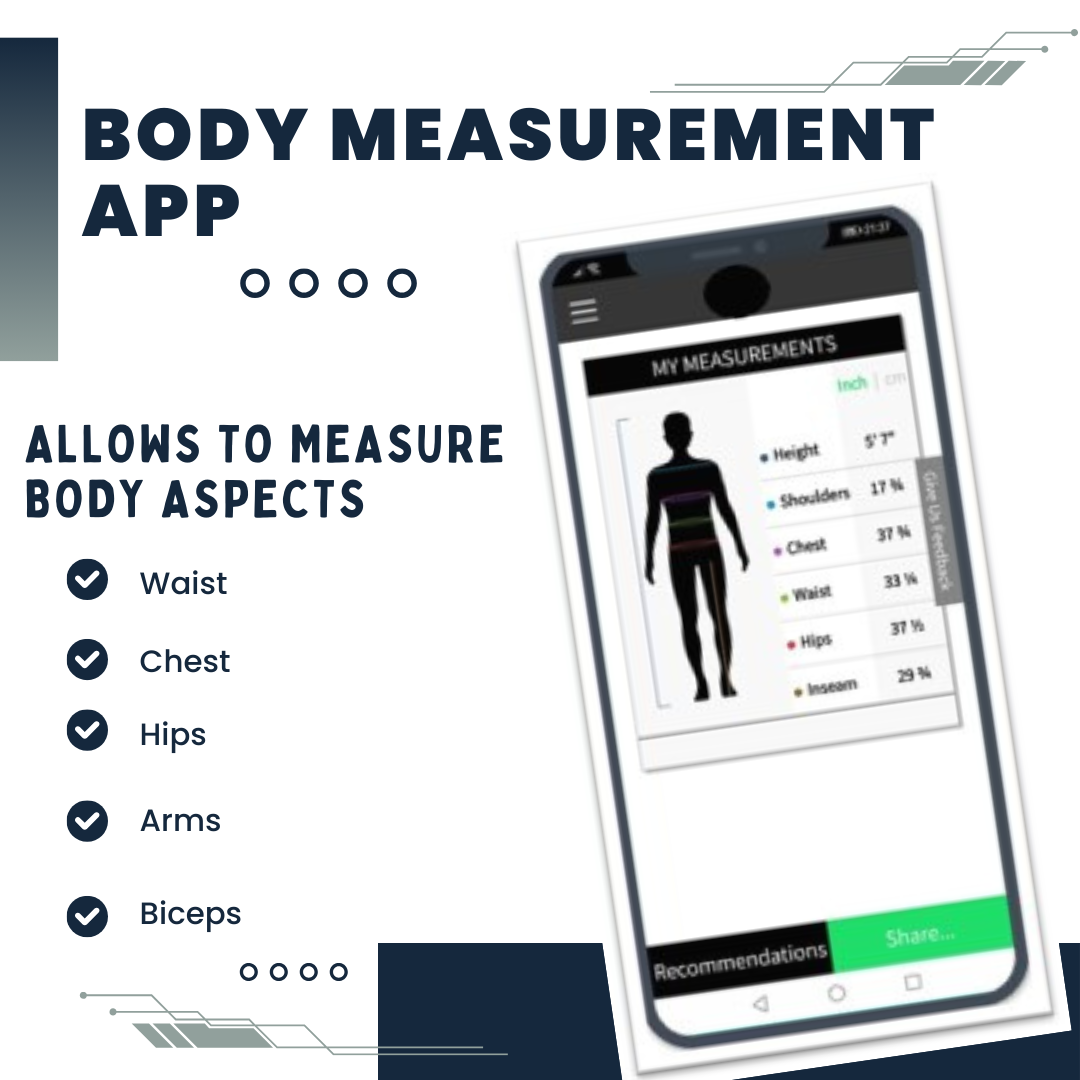 BODY MEASUREMENT
APP
ALLOWS TO MEASURE
BODY ASPECTS
Waist
Chest
Hips
Arms
Biceps
21:37
MY MEASUREMENTS
Inch | cm
Height 5' 7"
Shoulders 17 ¾
Chest 37 ¾
Waist 33 ¼
Hips 37 ½
Inseam 29 ¾
Give Us Feedback
Recommendations
Share...